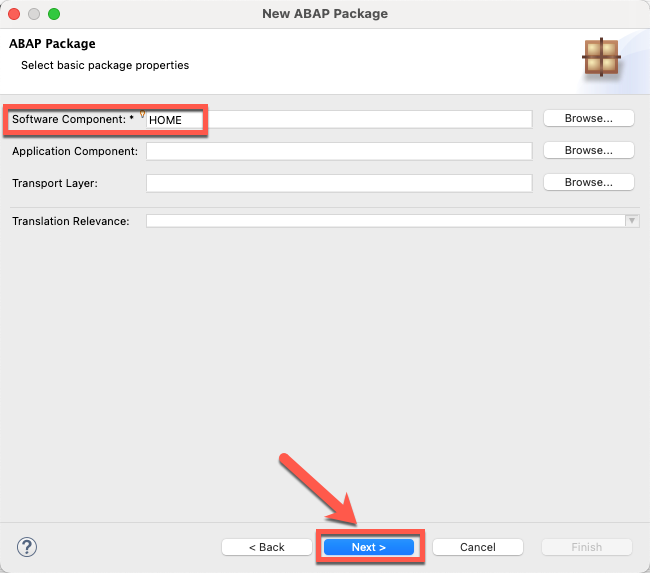 New ABAP Package
ABAP Package
Select basic package properties
Software Component: * HOME Browse...
Application Component: Browse...
Transport Layer: Browse...
Translation Relevance:
? < Back Next > Cancel Finish